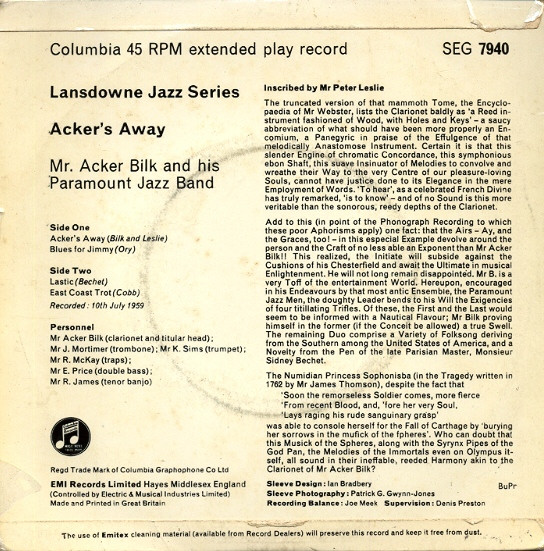 Columbia 45 RPM extended play record
SEG 7940
Lansdowne Jazz Series
Acker's Away
Mr. Acker Bilk and his
Paramount Jazz Band
Side One
Acker's Away (Bilk and Leslie)
Blues for Jimmy (Ory)
Side Two
Lastic (Bechet)
East Coast Trot (Cobb)
Recorded: 10th July 1959
Personnel
Mr Acker Bilk (clarinet and titular head);
Mr J. Mortimer (trombone); Mr K. Sims (trumpet);
Mr R. McKay (traps);
Mr E. Price (double bass);
Mr R. James (tenor banjo)
Regd Trade Mark of Columbia Graphophone Co Ltd
EMI Records Limited Hayes Middlesex England
(Controlled by Electric & Musical Industries Limited)
Made and Printed in Great Britain
Inscribed by Mr Peter Leslie
The truncated version of that mammoth Tome, the Encyclo-
paedia of Mr Webster, lists the Clarionet baldly as 'a Reed in-
strument fashioned of Wood, with Holes and Keys' – a saucy
abbreviation of what should have been more properly an En-
comium, a Panegyric in praise of the Effulgence of that
melodically Anastomose Instrument. Certain it is that this
slender Engine of chromatic Concordance, this symphonious
ebon Shaft, this suave Insinuator of Melodies to convolve and
wreathe their Way to the very Centre of our pleasure-loving
Souls, cannot have justice done to its Elegance in the mere
Employment of Words. 'To hear', as a celebrated French Divine
has truly remarked, 'is to know' – and of no Sound is this more
veritable than the sonorous, reedy depths of the Clarionet.
Add to this (in point of the Phonograph Recording to which
these poor Aphorisms apply) one fact: that the Airs – Ay, and
the Graces, too! – in this especial Example devolve around the
person and the Craft of no less able an Exponent than Mr Acker
Bilk!! This realized, the Initiate will subside against the
Cushions of his Chesterfield and await the Ultimate in musical
Enlightenment. He will not long remain disappointed. Mr B. is a
very Toff of the entertainment World. Hereupon, encouraged
in his Endeavours by that most antic Ensemble, the Paramount
Jazz Men, the doughty Leader bends to his Will the Exigencies
of four titillating Trifles. Of these, the First and the Last would
seem to be informed with a Nautical Flavour; Mr Bilk proving
himself in the former (if the Conceit be allowed) a true Swell.
The remaining Duo comprise a Variety of Folksong deriving
from the Southern among the United States of America, and a
Novelty from the Pen of the late Parisian Master, Monsieur
Sidney Bechet.
The Numidian Princess Sophonisba (in the Tragedy written in
1762 by Mr James Thomson), despite the fact that
'Soon the remorseless Soldier comes, more fierce
'From recent Blood, and, 'fore her very Soul,
'Lays raging his rude sanguinary grasp'
was able to console herself for the Fall of Carthage by 'burying
her sorrows in the mufick of the fpheres'. Who can doubt that
this Musick of the Spheres, along with the Syrynx Pipes of the
God Pan, the Melodies of the Immortals even on Olympus it-
self, all sound in their ineffable, reeded Harmony akin to the
Clarionet of Mr Acker Bilk?
Sleeve Design: Ian Bradbery
Sleeve Photography: Patrick G. Gwynn-Jones
Recording Balance: Joe Meek Supervision: Denis Preston
BuPr
The use of Emitex cleaning material (available from Record Dealers) will preserve this record and keep it free from dust.